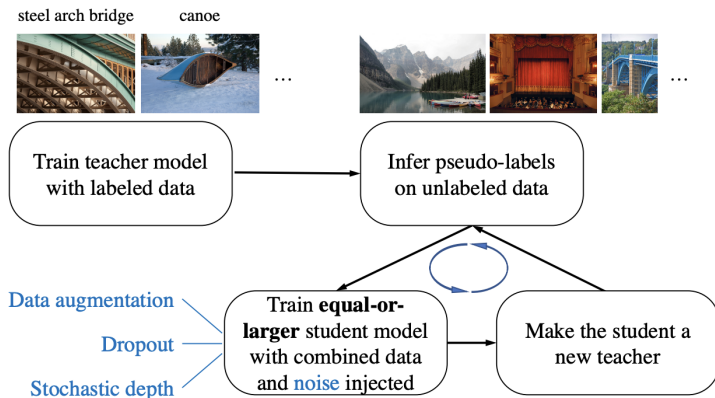 steel arch bridge
canoe
...
...
Train teacher model
with labeled data
Infer pseudo-labels
on unlabeled data
Data augmentation
Dropout
Stochastic depth
Train equal-or-
larger student model
with combined data
and noise injected
Make the student a
new teacher